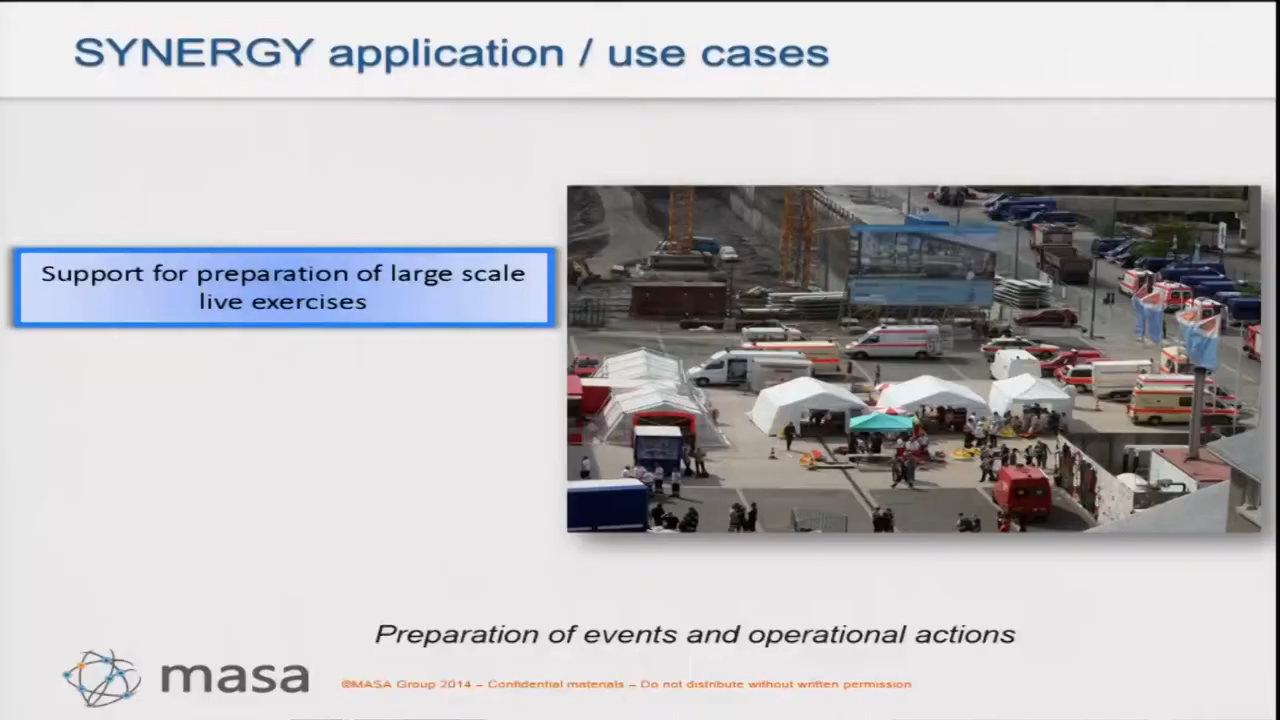 SYNERGY application / use cases
Support for preparation of large scale
live exercises
Preparation of events and operational actions
masa
©MASA Group 2014 – Confidential materials – Do not distribute without written permission